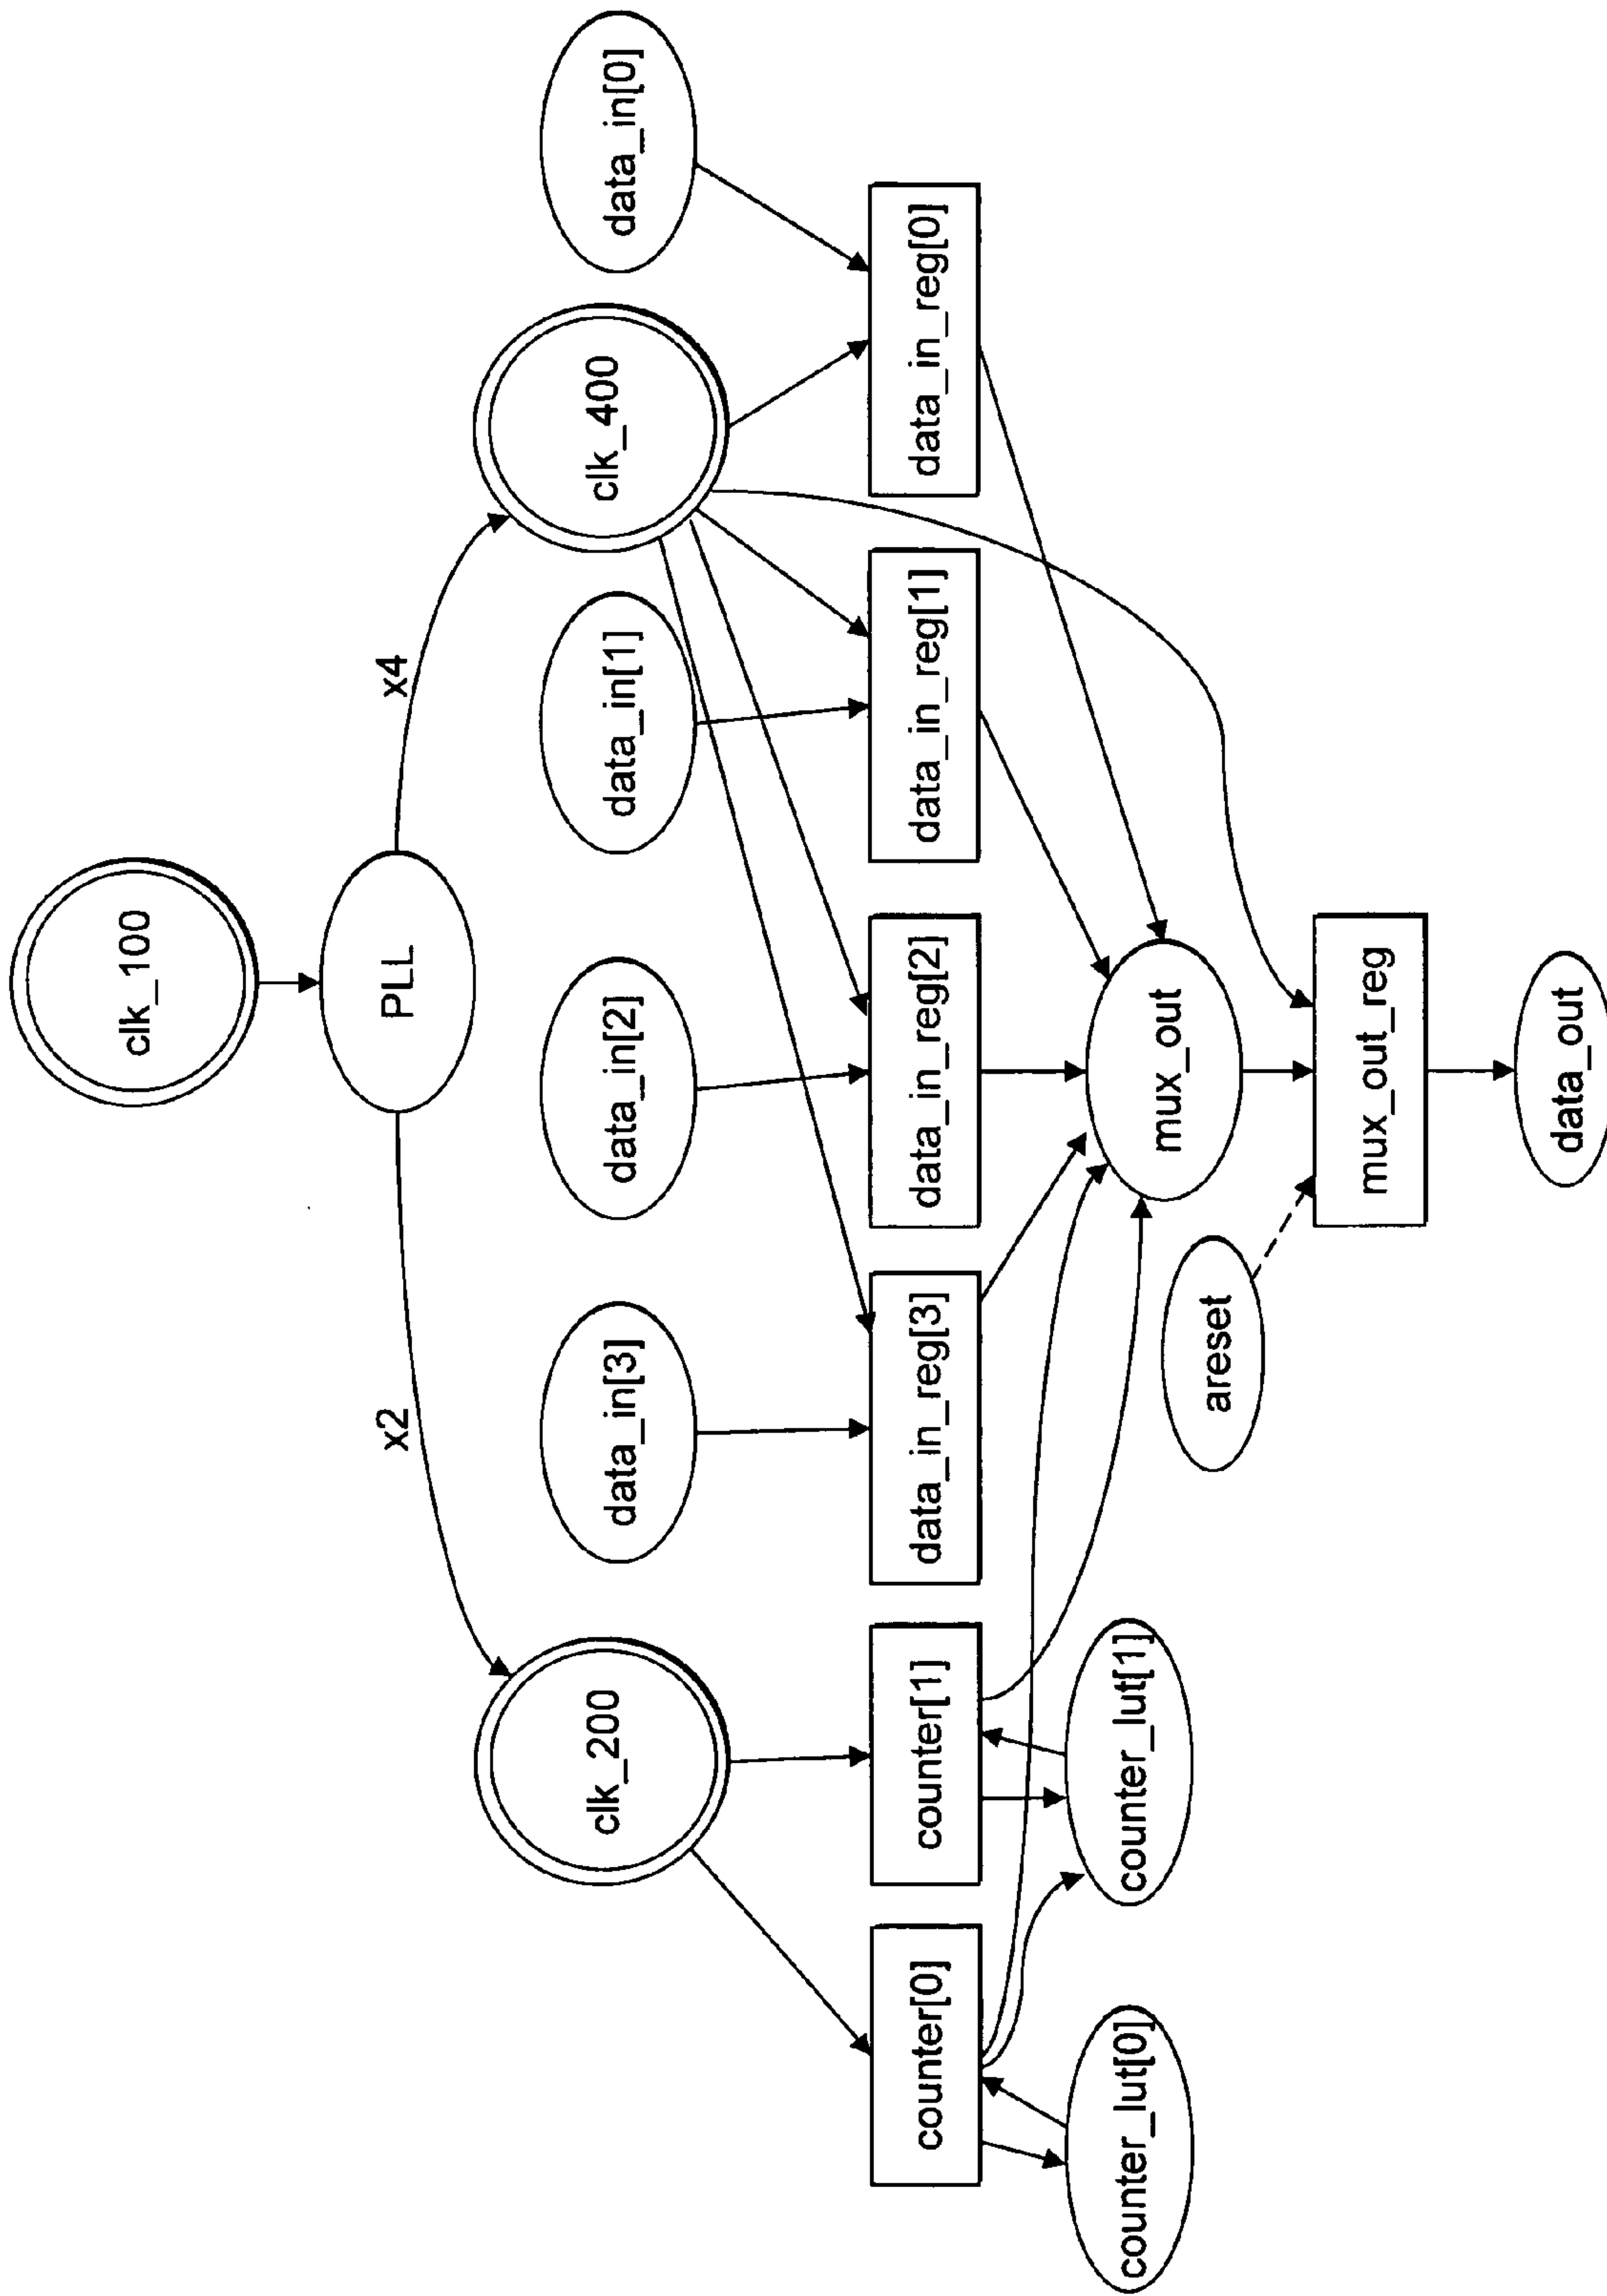 clk_100
PLL
x2
x4
clk_200
clk_400
data_in[3]
data_in[2]
data_in[1]
data_in[0]
counter[0]
counter[1]
data_in_reg[3]
data_in_reg[2]
data_in_reg[1]
data_in_reg[0]
counter_lut[0]
counter_lut[1]
mux_out
areset
mux_out_reg
data_out